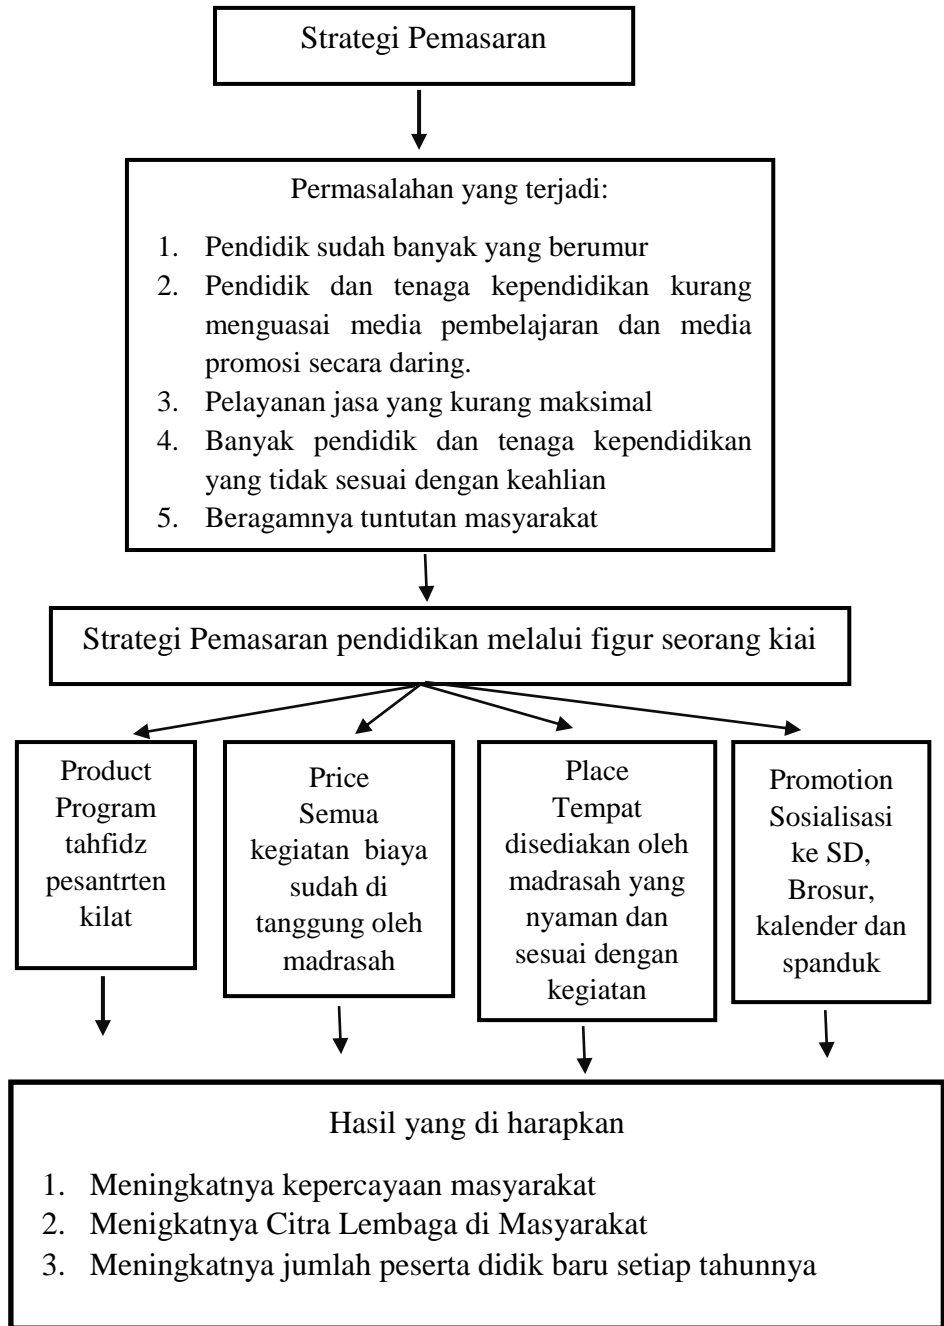 Strategi Pemasaran
Permasalahan yang terjadi:
1. Pendidik sudah banyak yang berumur
2. Pendidik dan tenaga kependidikan kurang
menguasai media pembelajaran dan media
promosi secara daring.
3. Pelayanan jasa yang kurang maksimal
4. Banyak pendidik dan tenaga kependidikan
yang tidak sesuai dengan keahlian
5. Beragamnya tuntutan masyarakat
Strategi Pemasaran pendidikan melalui figur seorang kiai
Product
Program
tahfidz
pesantrten
kilat
Price
Semua
kegiatan biaya
sudah di
tanggung oleh
madrasah
Place
Tempat
disediakan oleh
madrasah yang
nyaman dan
sesuai dengan
kegiatan
Promotion
Sosialisasi
ke SD,
Brosur,
kalender dan
spanduk
Hasil yang di harapkan
1. Meningkatnya kepercayaan masyarakat
2. Menigkatnya Citra Lembaga di Masyarakat
3. Meningkatnya jumlah peserta didik baru setiap tahunnya